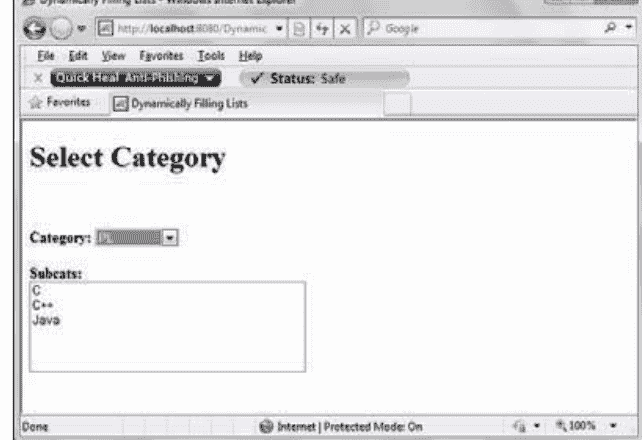 Dynamically Filling Lists - Windows Internet Explorer
http://localhost:8080/Dynamic
Google
File Edit View Favorites Tools Help
Quick Heal Anti-Phishing
Status: Safe
Favorites
Dynamically Filling Lists
Select Category
Category:
Subcats:
C
C++
Java
Done
Internet | Protected Mode: On
100%